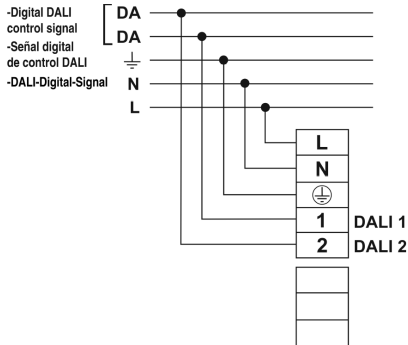 -Digital DALI
control signal
-Señal digital
de control DALI
-DALI-Digital-Signal
DA
DA
N
L
L
N
1 DALI 1
2 DALI 2